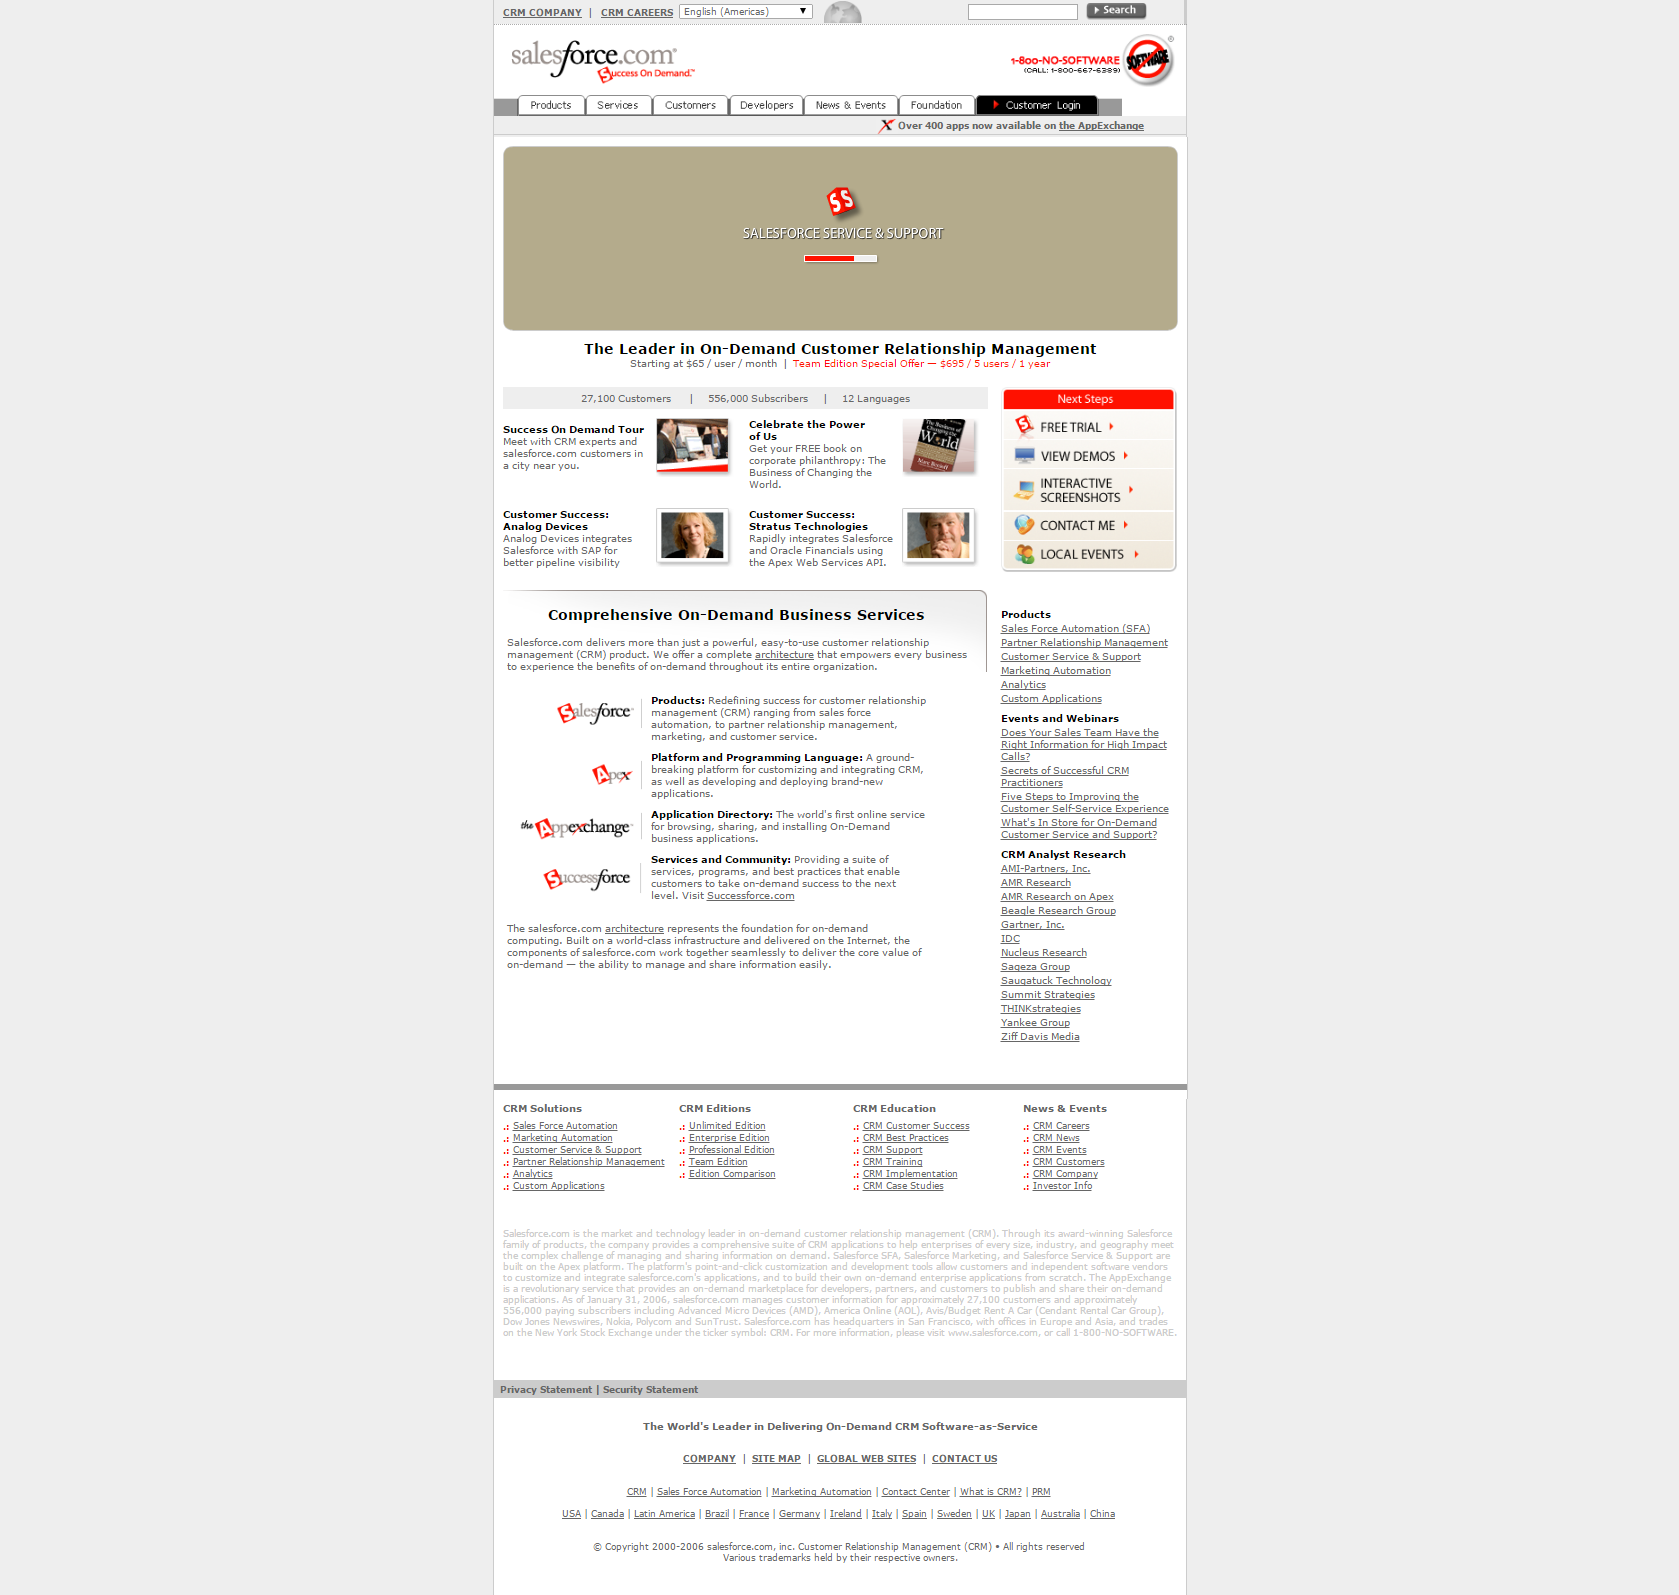 CRM COMPANY | CRM CAREERS English (Americas) Search
salesforce.com®
Success On Demand.™
1-800-NO-SOFTWARE
(CALL: 1-800-667-6389)
SOFTWARE ®
Products Services Customers Developers News & Events Foundation Customer Login
Over 400 apps now available on the AppExchange
SS
SALESFORCE SERVICE & SUPPORT
The Leader in On-Demand Customer Relationship Management
Starting at $65 / user / month | Team Edition Special Offer — $695 / 5 users / 1 year
27,100 Customers | 556,000 Subscribers | 12 Languages
Success On Demand Tour
Meet with CRM experts and
salesforce.com customers in
a city near you.
Celebrate the Power
of Us
Get your FREE book on
corporate philanthropy: The
Business of Changing the
World.
The Business of
Changing the
World
Marc Benioff
Customer Success:
Analog Devices
Analog Devices integrates
Salesforce with SAP for
better pipeline visibility
Customer Success:
Stratus Technologies
Rapidly integrates Salesforce
and Oracle Financials using
the Apex Web Services API.
Next Steps
FREE TRIAL
VIEW DEMOS
INTERACTIVE
SCREENSHOTS
CONTACT ME
LOCAL EVENTS
Comprehensive On-Demand Business Services
Salesforce.com delivers more than just a powerful, easy-to-use customer relationship
management (CRM) product. We offer a complete architecture that empowers every business
to experience the benefits of on-demand throughout its entire organization.
Salesforce
Products: Redefining success for customer relationship
management (CRM) ranging from sales force
automation, to partner relationship management,
marketing, and customer service.
Apex
Platform and Programming Language: A ground-
breaking platform for customizing and integrating CRM,
as well as developing and deploying brand-new
applications.
the Appexchange
Application Directory: The world's first online service
for browsing, sharing, and installing On-Demand
business applications.
Successforce
Services and Community: Providing a suite of
services, programs, and best practices that enable
customers to take on-demand success to the next
level. Visit Successforce.com
The salesforce.com architecture represents the foundation for on-demand
computing. Built on a world-class infrastructure and delivered on the Internet, the
components of salesforce.com work together seamlessly to deliver the core value of
on-demand — the ability to manage and share information easily.
Products
Sales Force Automation (SFA)
Partner Relationship Management
Customer Service & Support
Marketing Automation
Analytics
Custom Applications
Events and Webinars
Does Your Sales Team Have the
Right Information for High Impact
Calls?
Secrets of Successful CRM
Practitioners
Five Steps to Improving the
Customer Self-Service Experience
What's In Store for On-Demand
Customer Service and Support?
CRM Analyst Research
AMI-Partners, Inc.
AMR Research
AMR Research on Apex
Beagle Research Group
Gartner, Inc.
IDC
Nucleus Research
Sageza Group
Saugatuck Technology
Summit Strategies
THINKstrategies
Yankee Group
Ziff Davis Media
CRM Solutions
Sales Force Automation
Marketing Automation
Customer Service & Support
Partner Relationship Management
Analytics
Custom Applications
CRM Editions
Unlimited Edition
Enterprise Edition
Professional Edition
Team Edition
Edition Comparison
CRM Education
CRM Customer Success
CRM Best Practices
CRM Support
CRM Training
CRM Implementation
CRM Case Studies
News & Events
CRM Careers
CRM News
CRM Events
CRM Customers
CRM Company
Investor Info
Salesforce.com is the market and technology leader in on-demand customer relationship management (CRM). Through its award-winning Salesforce
family of products, the company provides a comprehensive suite of CRM applications to help enterprises of every size, industry, and geography meet
the complex challenge of managing and sharing information on demand. Salesforce SFA, Salesforce Marketing, and Salesforce Service & Support are
built on the Apex platform. The platform's point-and-click customization and development tools allow customers and independent software vendors
to customize and integrate salesforce.com's applications, and to build their own on-demand enterprise applications from scratch. The AppExchange
is a revolutionary service that provides an on-demand marketplace for developers, partners, and customers to publish and share their on-demand
applications. As of January 31, 2006, salesforce.com manages customer information for approximately 27,100 customers and approximately
556,000 paying subscribers including Advanced Micro Devices (AMD), America Online (AOL), Avis/Budget Rent A Car (Cendant Rental Car Group),
Dow Jones Newswires, Nokia, Polycom and SunTrust. Salesforce.com has headquarters in San Francisco, with offices in Europe and Asia, and trades
on the New York Stock Exchange under the ticker symbol: CRM. For more information, please visit www.salesforce.com, or call 1-800-NO-SOFTWARE.
Privacy Statement | Security Statement
The World's Leader in Delivering On-Demand CRM Software-as-Service
COMPANY | SITE MAP | GLOBAL WEB SITES | CONTACT US
CRM | Sales Force Automation | Marketing Automation | Contact Center | What is CRM? | PRM
USA | Canada | Latin America | Brazil | France | Germany | Ireland | Italy | Spain | Sweden | UK | Japan | Australia | China
© Copyright 2000-2006 salesforce.com, inc. Customer Relationship Management (CRM) • All rights reserved
Various trademarks held by their respective owners.